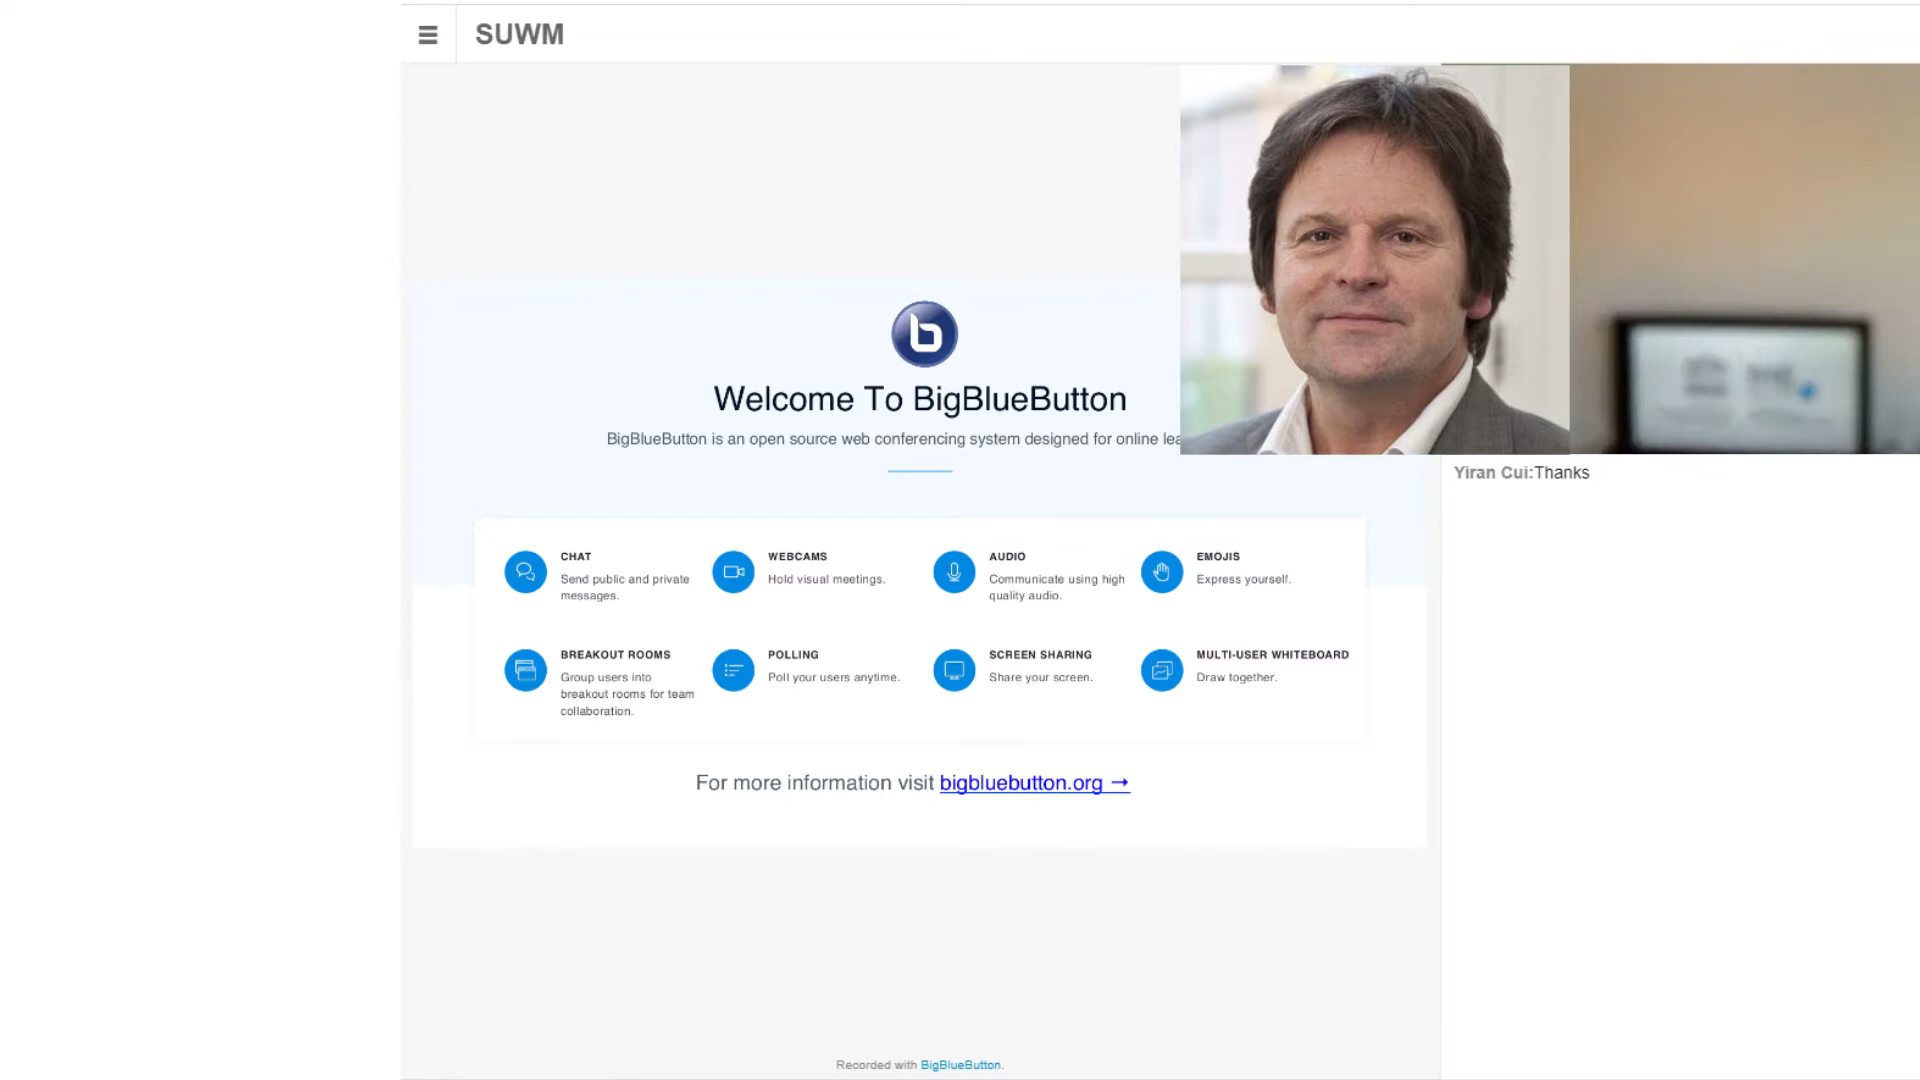 SUWM
Welcome To BigBlueButton
BigBlueButton is an open source web conferencing system designed for online
Yiran Cui:Thanks
CHAT
Send public and private
messages.
WEBCAMS
Hold visual meetings.
AUDIO
Communicate using high
quality audio.
EMOJIS
Express yourself.
BREAKOUT ROOMS
Group users into
breakout rooms for team
collaboration.
POLLING
Poll your users anytime.
SCREEN SHARING
Share your screen.
MULTI-USER WHITEBOARD
Draw together.
For more information visit bigbluebutton.org →
Recorded with BigBlueButton.